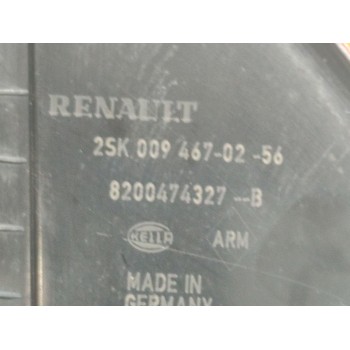 RENAULT
2SK 009 467-02 -56
8200474327--B
HELLA ARM
MADE IN
GERMANY